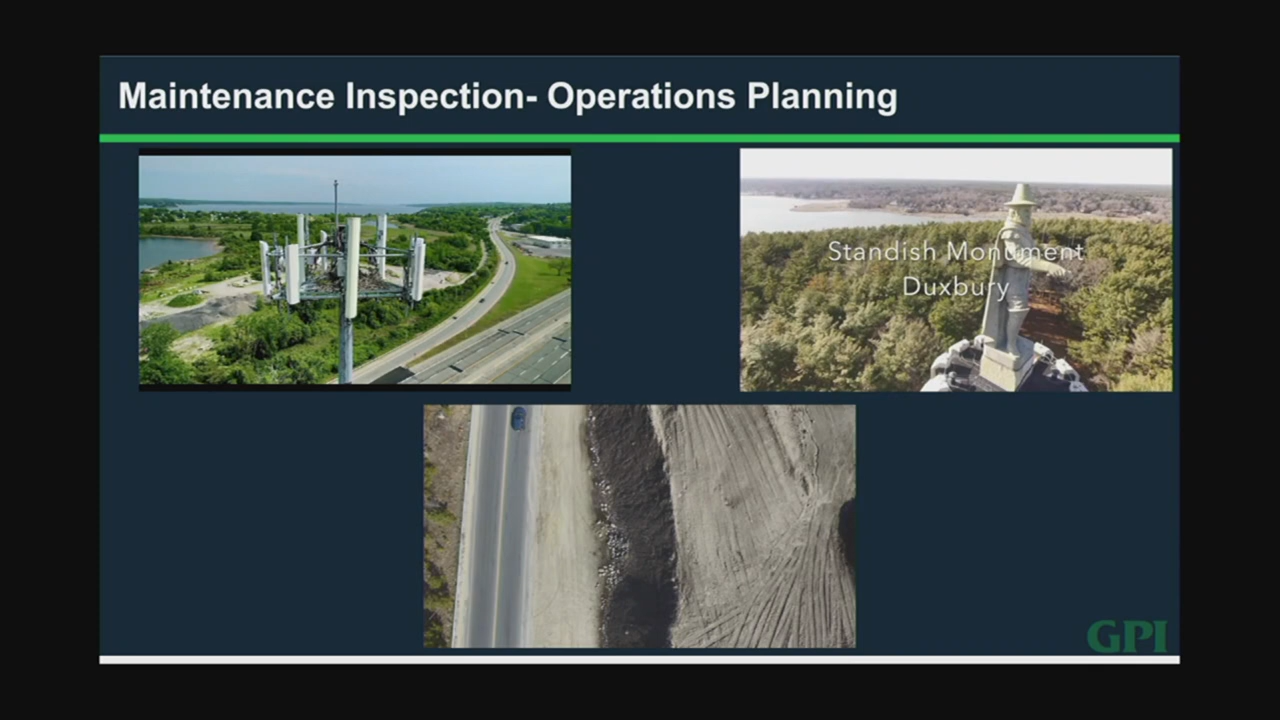 Maintenance Inspection- Operations Planning
Standish Monument
Duxbury
GPI